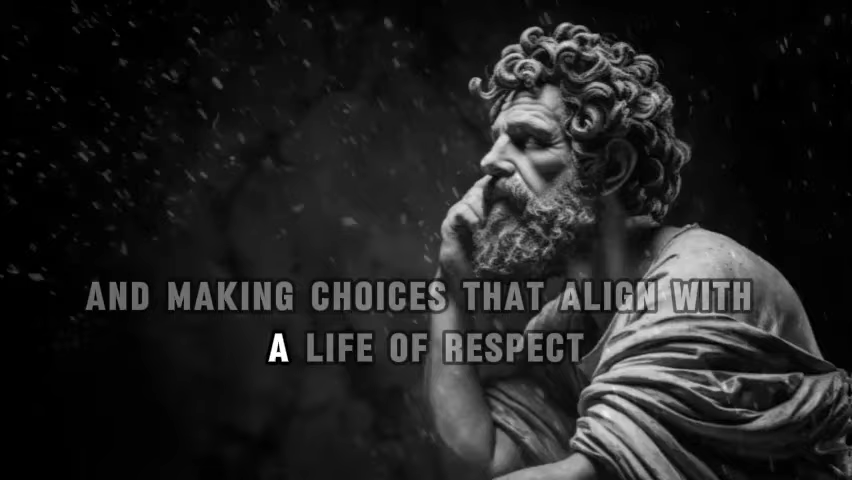 AND MAKING CHOICES THAT ALIGN WITH
A LIFE OF RESPECT